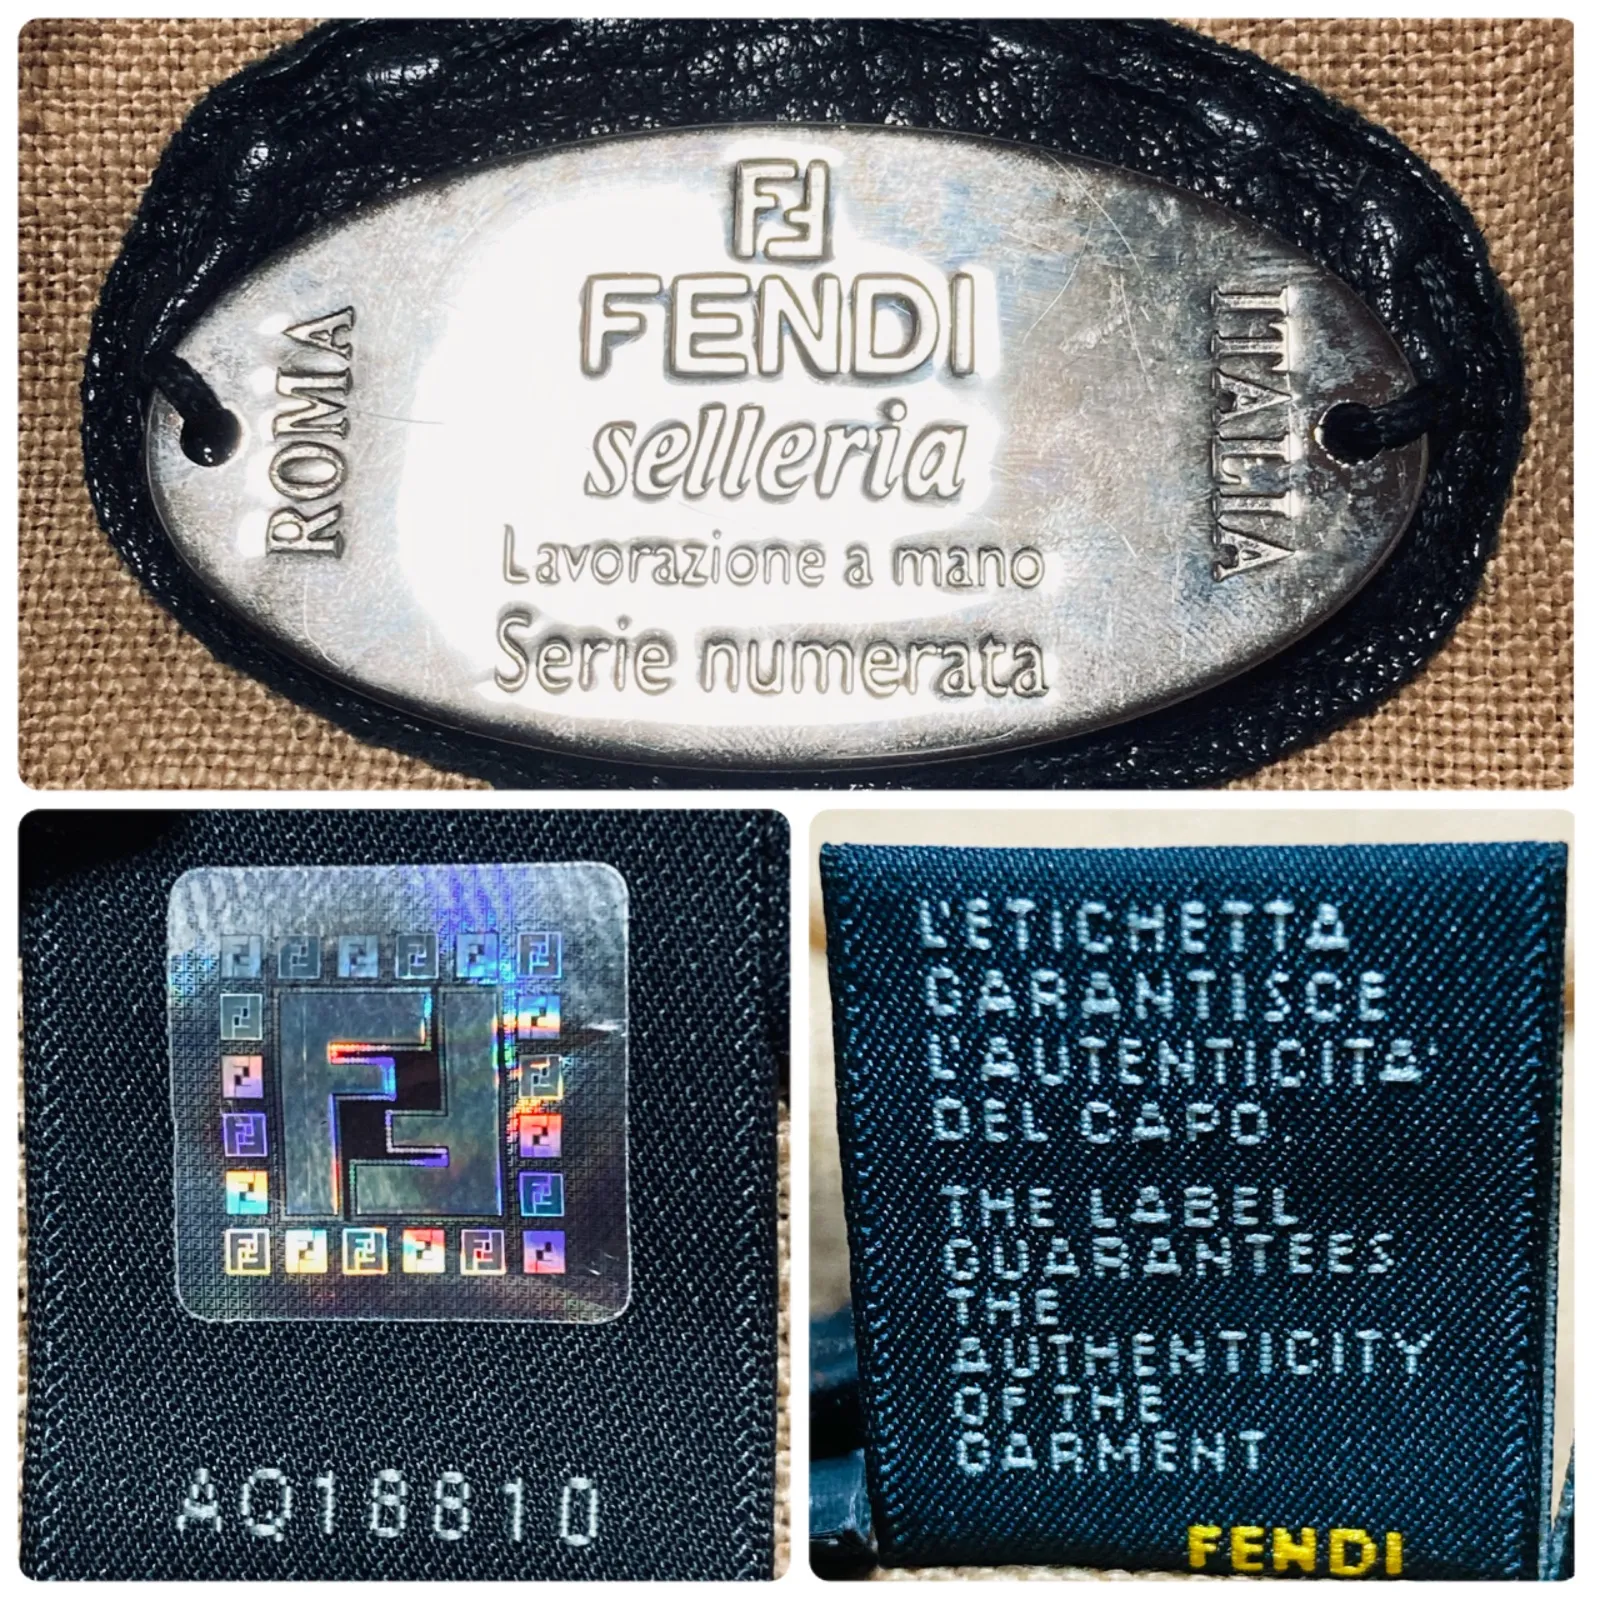 FF
FENDI
selleria
Lavorazione a mano
Serie numerata
ROMA
ITALIA
AQ18810
L'ETICHETTA
GARANTISCE
L'AUTENTICITA'
DEL CAPO
THE LABEL
GUARANTEES
THE
AUTHENTICITY
OF THE
GARMENT
FENDI